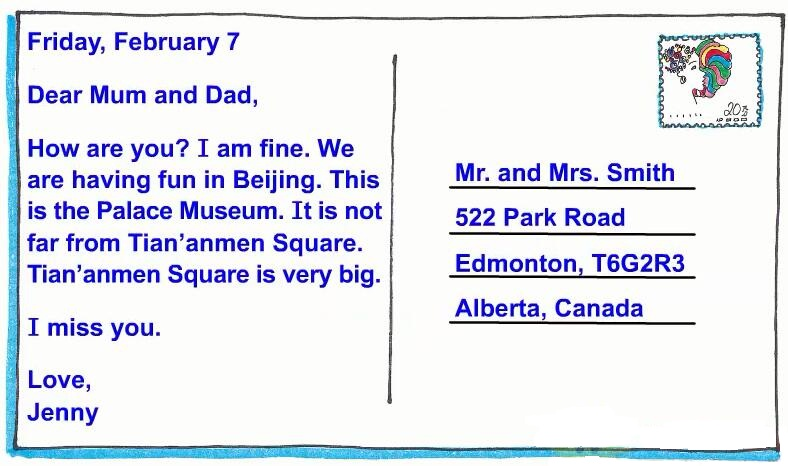 Friday, February 7
Dear Mum and Dad,
How are you? I am fine. We
are having fun in Beijing. This
is the Palace Museum. It is not
far from Tian’anmen Square.
Tian’anmen Square is very big.
I miss you.
Love,
Jenny
20
Mr. and Mrs. Smith
522 Park Road
Edmonton, T6G2R3
Alberta, Canada